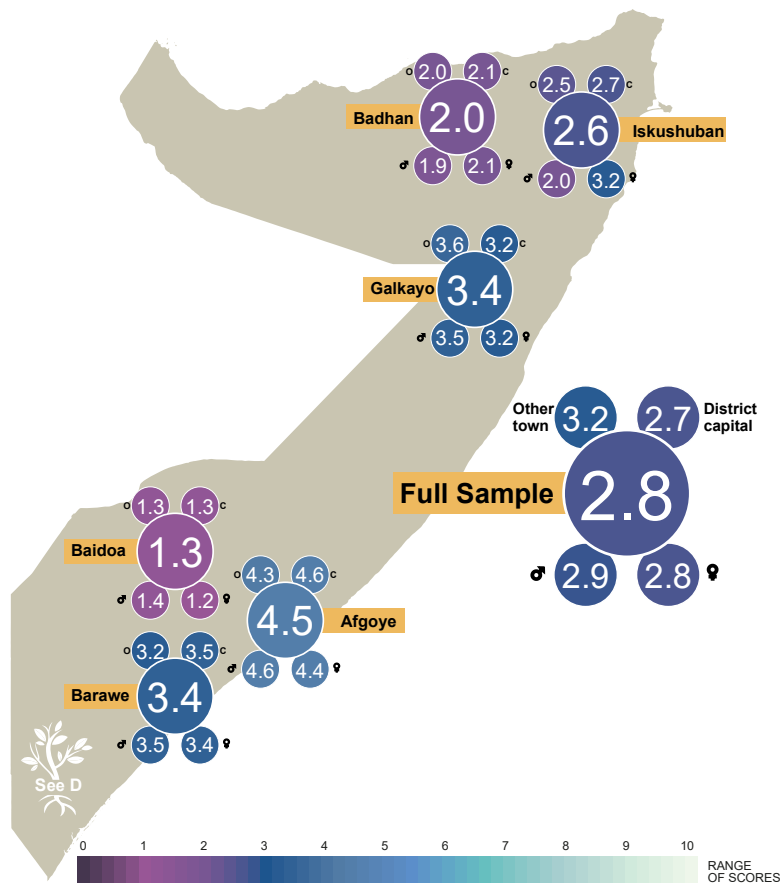 O 2.0 2.1 C
Badhan 2.0
♂ 1.9 2.1 ♀
O 2.5 2.7 C
2.6 Iskushuban
♂ 2.0 3.2 ♀
O 3.6 3.2 C
Galkayo 3.4
♂ 3.5 3.2 ♀
Other
town 3.2 2.7 District
capital
Full Sample 2.8
♂ 2.9 2.8 ♀
O 1.3 1.3 C
Baidoa 1.3
♂ 1.4 1.2 ♀
O 4.3 4.6 C
4.5 Afgoye
♂ 4.6 4.4 ♀
O 3.2 3.5 C
Barawe 3.4
♂ 3.5 3.4 ♀
See D
0 1 2 3 4 5 6 7 8 9 10
RANGE
OF SCORES